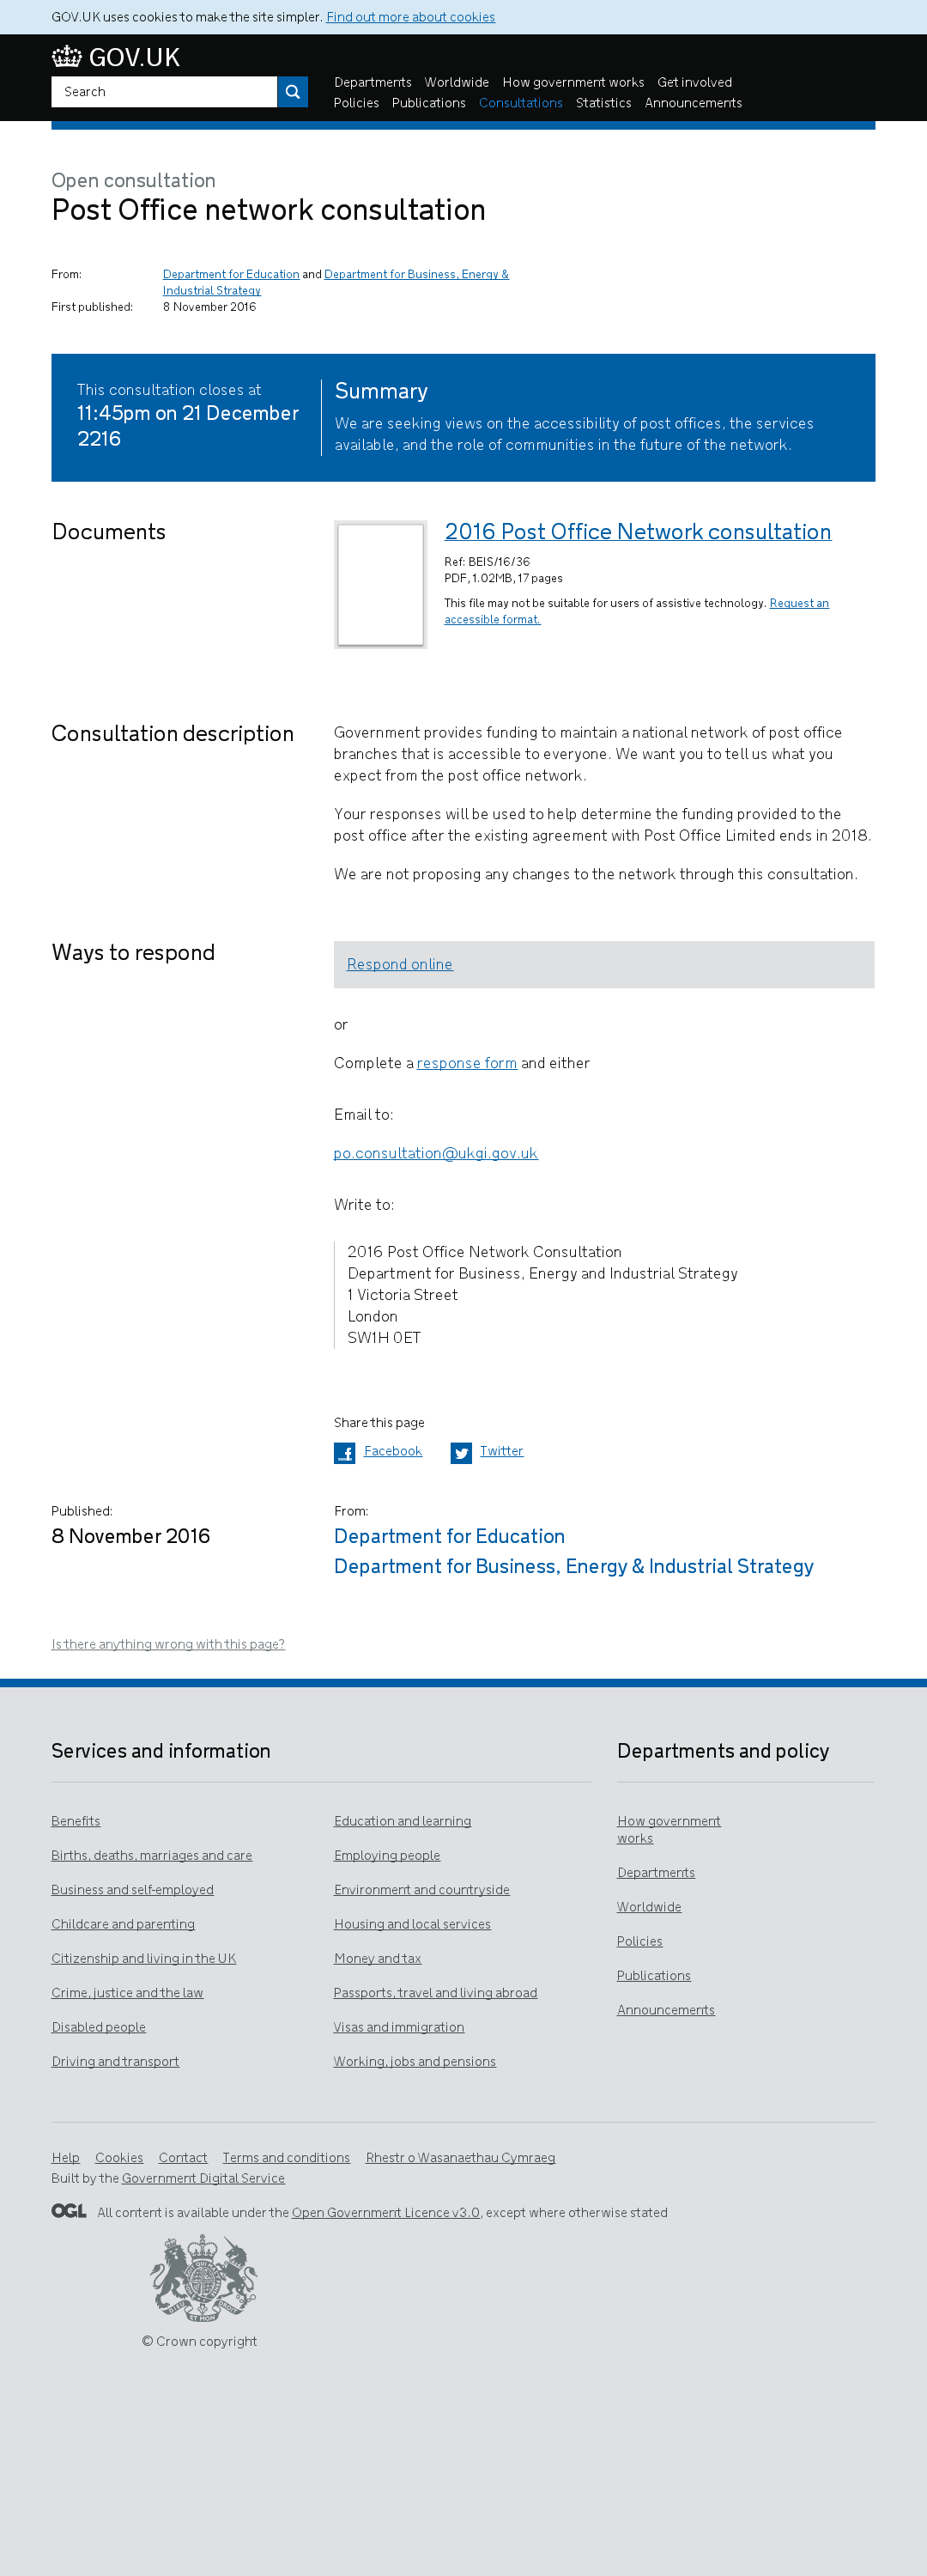 GOV.UK uses cookies to make the site simpler. Find out more about cookies
GOV.UK
Search
Departments Worldwide How government works Get involved
Policies Publications Consultations Statistics Announcements
Open consultation
Post Office network consultation
From: Department for Education and Department for Business, Energy &
Industrial Strategy
First published: 8 November 2016
This consultation closes at
11:45pm on 21 December
2216
Summary
We are seeking views on the accessibility of post offices, the services
available, and the role of communities in the future of the network.
Documents
2016 Post Office Network consultation
Ref: BEIS/16/36
PDF, 1.02MB, 17 pages
This file may not be suitable for users of assistive technology. Request an
accessible format.
Consultation description
Government provides funding to maintain a national network of post office
branches that is accessible to everyone. We want you to tell us what you
expect from the post office network.
Your responses will be used to help determine the funding provided to the
post office after the existing agreement with Post Office Limited ends in 2018.
We are not proposing any changes to the network through this consultation.
Ways to respond
Respond online
or
Complete a response form and either
Email to:
po.consultation@ukgi.gov.uk
Write to:
2016 Post Office Network Consultation
Department for Business, Energy and Industrial Strategy
1 Victoria Street
London
SW1H 0ET
Share this page
Facebook Twitter
Published:
8 November 2016
From:
Department for Education
Department for Business, Energy & Industrial Strategy
Is there anything wrong with this page?
Services and information
Benefits
Births, deaths, marriages and care
Business and self-employed
Childcare and parenting
Citizenship and living in the UK
Crime, justice and the law
Disabled people
Driving and transport
Education and learning
Employing people
Environment and countryside
Housing and local services
Money and tax
Passports, travel and living abroad
Visas and immigration
Working, jobs and pensions
Departments and policy
How government
works
Departments
Worldwide
Policies
Publications
Announcements
Help Cookies Contact Terms and conditions Rhestr o Wasanaethau Cymraeg
Built by the Government Digital Service
OGL All content is available under the Open Government Licence v3.0, except where otherwise stated
DIEU ET MON DROIT
© Crown copyright